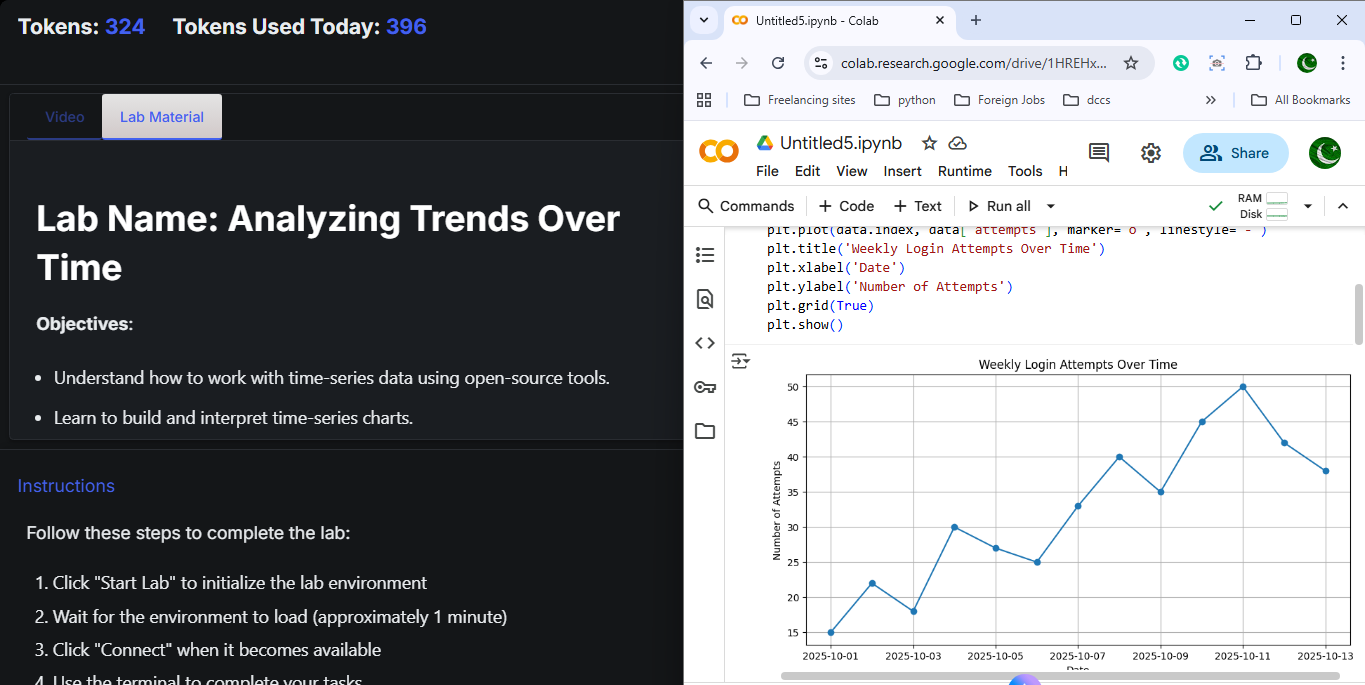 Tokens: 324 Tokens Used Today: 396
Video Lab Material
Lab Name: Analyzing Trends Over
Time
Objectives:
• Understand how to work with time-series data using open-source tools.
• Learn to build and interpret time-series charts.
Instructions
Follow these steps to complete the lab:
1. Click "Start Lab" to initialize the lab environment
2. Wait for the environment to load (approximately 1 minute)
3. Click "Connect" when it becomes available
4. Use the terminal to complete your tasks
Untitled5.ipynb - Colab
colab.research.google.com/drive/1HREHx...
Freelancing sites python Foreign Jobs dccs » All Bookmarks
Untitled5.ipynb
Share
File Edit View Insert Runtime Tools H
Commands + Code + Text Run all
RAM
Disk
plt.plot(data.index, data['attempts'], marker='o', linestyle='-')
plt.title('Weekly Login Attempts Over Time')
plt.xlabel('Date')
plt.ylabel('Number of Attempts')
plt.grid(True)
plt.show()
Weekly Login Attempts Over Time
Number of Attempts
50
45
40
35
30
25
20
15
2025-10-01 2025-10-03 2025-10-05 2025-10-07 2025-10-09 2025-10-11 2025-10-13
Date